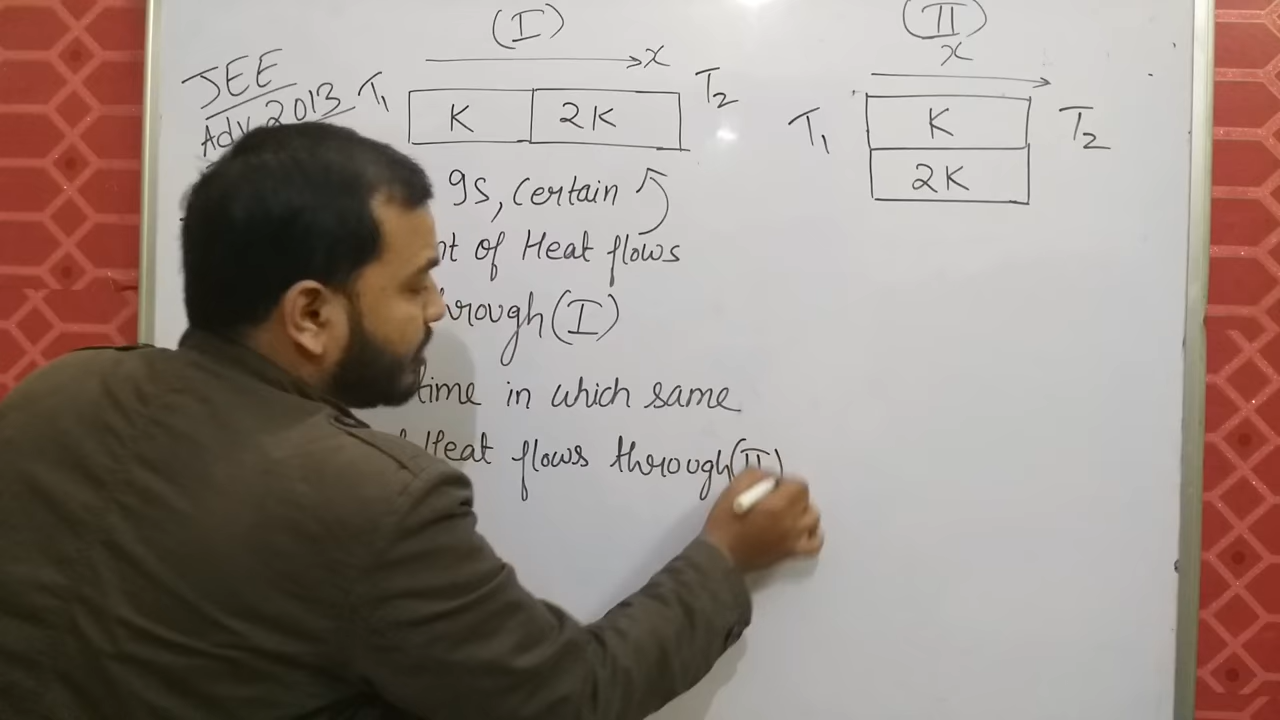 (I)
x
JEE
Adv 2013
T₁
K
2K
T₂
9s, certain
of Heat flows
(I)
time in which same
Heat flows through (II)
(II)
x
T₁
K
2K
T₂